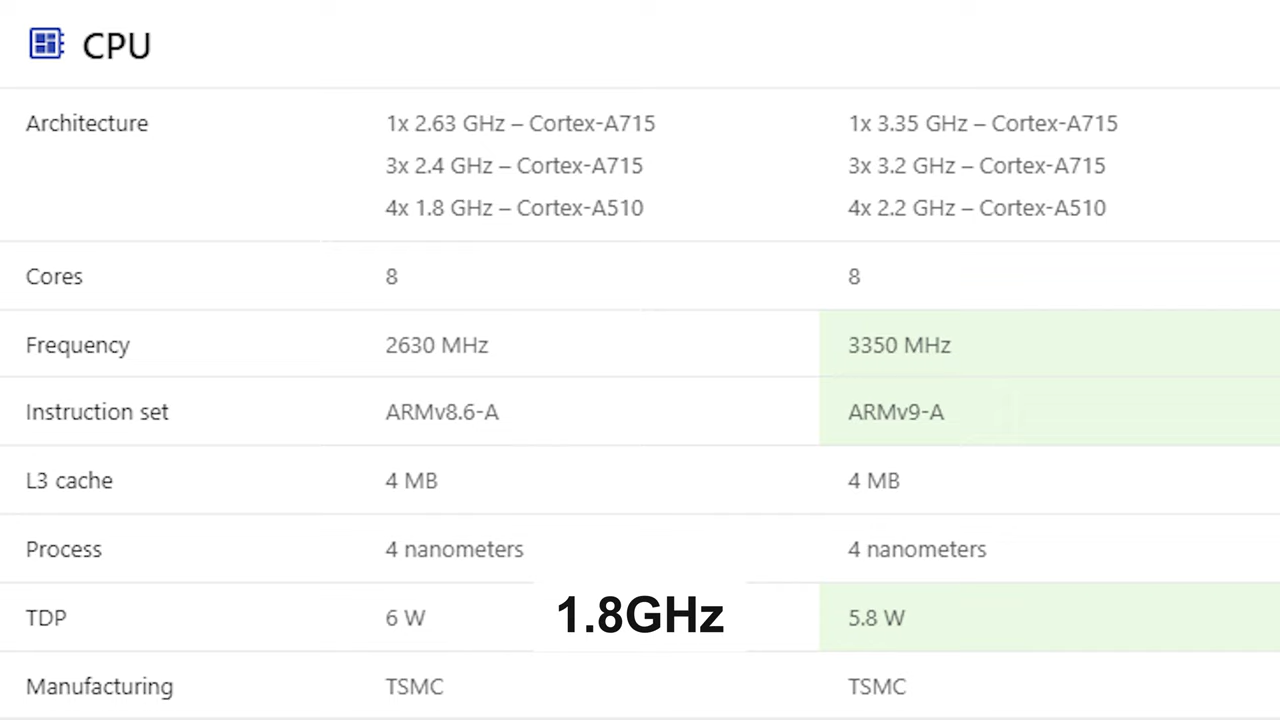 CPU
Architecture 1x 2.63 GHz – Cortex-A715 1x 3.35 GHz – Cortex-A715
3x 2.4 GHz – Cortex-A715 3x 3.2 GHz – Cortex-A715
4x 1.8 GHz – Cortex-A510 4x 2.2 GHz – Cortex-A510
Cores 8 8
Frequency 2630 MHz 3350 MHz
Instruction set ARMv8.6-A ARMv9-A
L3 cache 4 MB 4 MB
Process 4 nanometers 4 nanometers
TDP 6 W 5.8 W
1.8GHz
Manufacturing TSMC TSMC